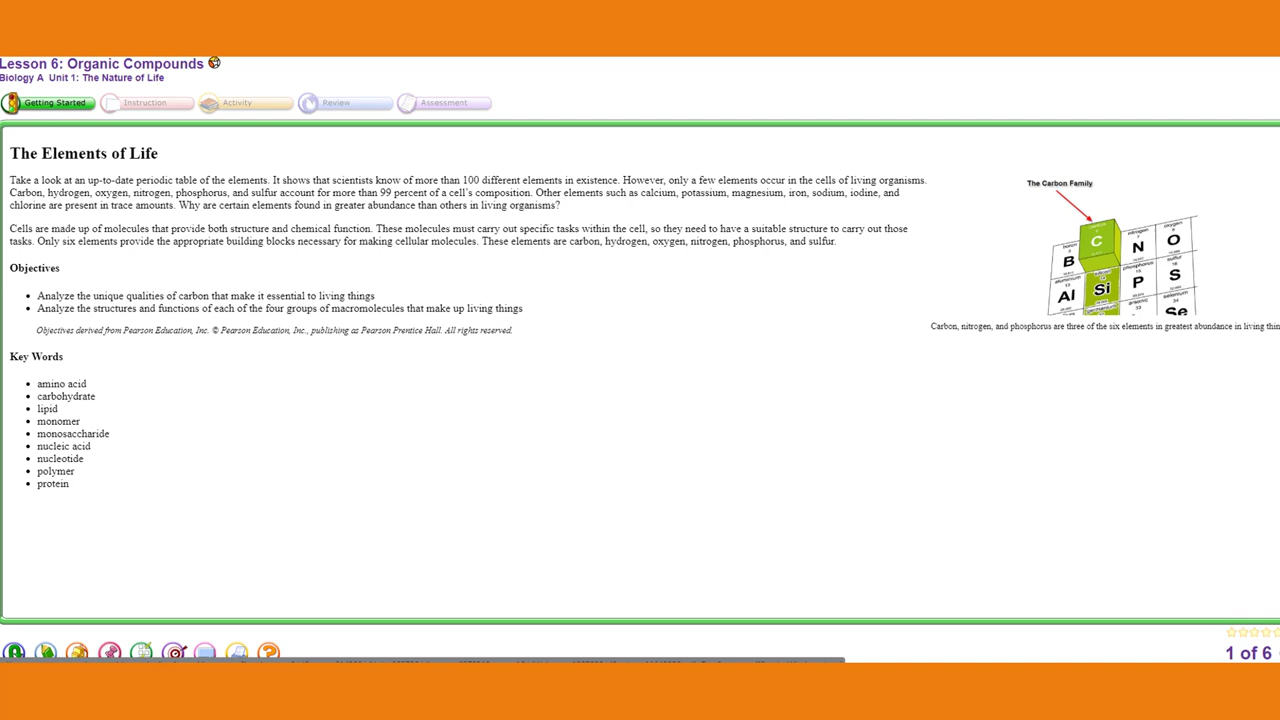 Lesson 6: Organic Compounds
Biology A Unit 1: The Nature of Life
Getting Started
Instruction
Activity
Review
Assessment
The Elements of Life
Take a look at an up-to-date periodic table of the elements. It shows that scientists know of more than 100 different elements in existence. However, only a few elements occur in the cells of living organisms.
Carbon, hydrogen, oxygen, nitrogen, phosphorus, and sulfur account for more than 99 percent of a cell's composition. Other elements such as calcium, potassium, magnesium, iron, sodium, iodine, and
chlorine are present in trace amounts. Why are certain elements found in greater abundance than others in living organisms?
Cells are made up of molecules that provide both structure and chemical function. These molecules must carry out specific tasks within the cell, so they need to have a suitable structure to carry out those
tasks. Only six elements provide the appropriate building blocks necessary for making cellular molecules. These elements are carbon, hydrogen, oxygen, nitrogen, phosphorus, and sulfur.
Objectives
• Analyze the unique qualities of carbon that make it essential to living things
• Analyze the structures and functions of each of the four groups of macromolecules that make up living things
Objectives derived from Pearson Education, Inc. © Pearson Education, Inc., publishing as Pearson Prentice Hall. All rights reserved.
Key Words
• amino acid
• carbohydrate
• lipid
• monomer
• monosaccharide
• nucleic acid
• nucleotide
• polymer
• protein
The Carbon Family
boron nitrogen oxygen
B C N O
aluminum silicon phosphorus sulfur
Al Si P S
arsenic selenium
Se
Carbon, nitrogen, and phosphorus are three of the six elements in greatest abundance in living
1 of 6